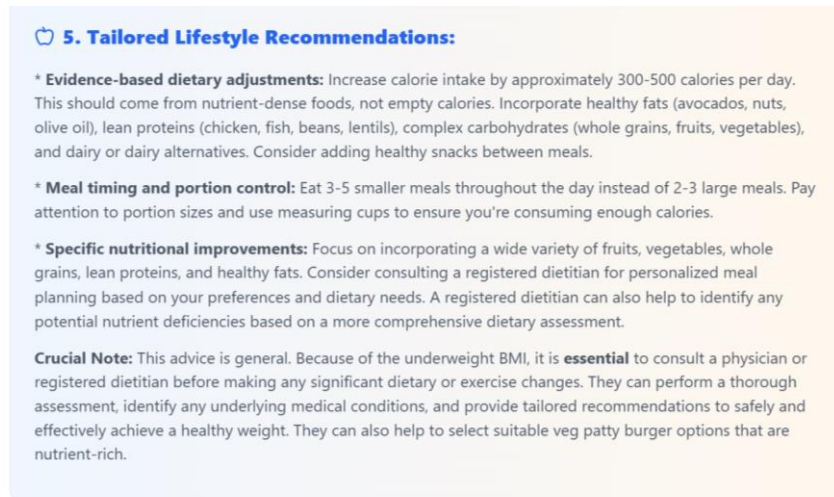 5. Tailored Lifestyle Recommendations:
* Evidence-based dietary adjustments: Increase calorie intake by approximately 300-500 calories per day.
This should come from nutrient-dense foods, not empty calories. Incorporate healthy fats (avocados, nuts,
olive oil), lean proteins (chicken, fish, beans, lentils), complex carbohydrates (whole grains, fruits, vegetables),
and dairy or dairy alternatives. Consider adding healthy snacks between meals.
* Meal timing and portion control: Eat 3-5 smaller meals throughout the day instead of 2-3 large meals. Pay
attention to portion sizes and use measuring cups to ensure you're consuming enough calories.
* Specific nutritional improvements: Focus on incorporating a wide variety of fruits, vegetables, whole
grains, lean proteins, and healthy fats. Consider consulting a registered dietitian for personalized meal
planning based on your preferences and dietary needs. A registered dietitian can also help to identify any
potential nutrient deficiencies based on a more comprehensive dietary assessment.
Crucial Note: This advice is general. Because of the underweight BMI, it is essential to consult a physician or
registered dietitian before making any significant dietary or exercise changes. They can perform a thorough
assessment, identify any underlying medical conditions, and provide tailored recommendations to safely and
effectively achieve a healthy weight. They can also help to select suitable veg patty burger options that are
nutrient-rich.